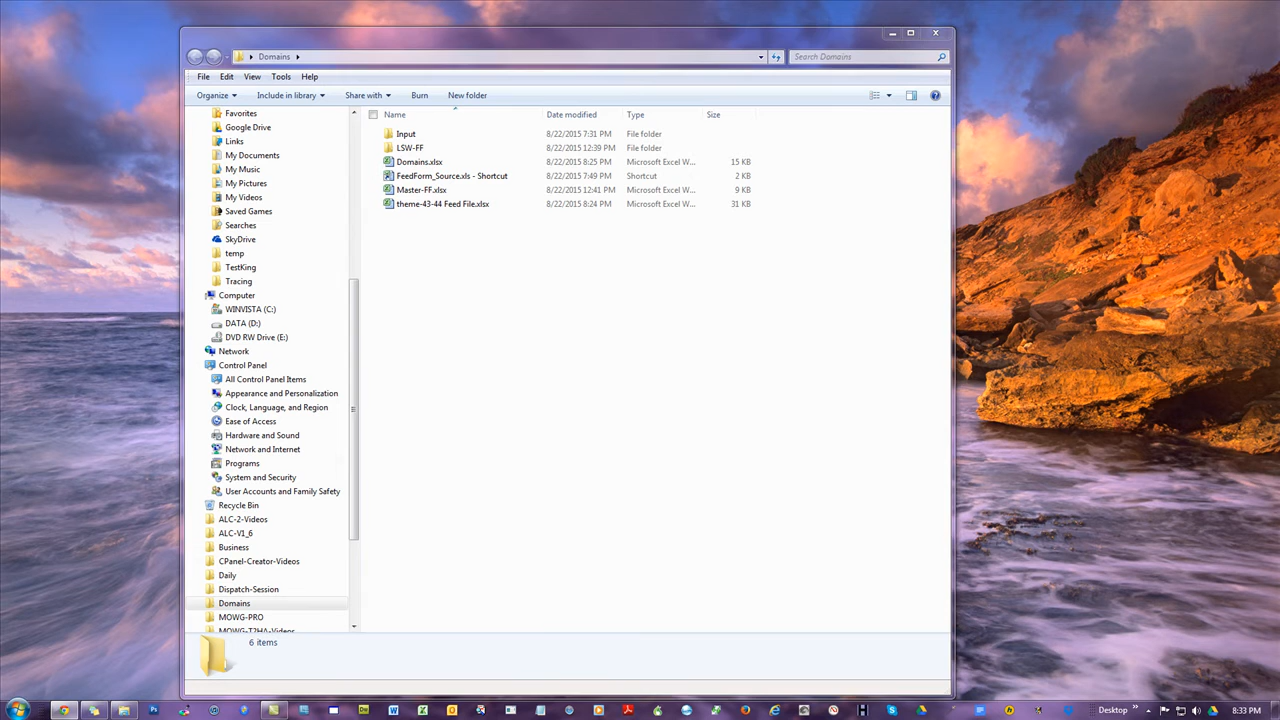 Domains
Search Domains
File Edit View Tools Help
Organize Include in library Share with Burn New folder
Name Date modified Type Size
Input 8/22/2015 7:31 PM File folder
LSW-FF 8/22/2015 12:39 PM File folder
Domains.xlsx 8/22/2015 8:25 PM Microsoft Excel W... 15 KB
FeedForm_Source.xls - Shortcut 8/22/2015 7:49 PM Shortcut 2 KB
Master-FF.xlsx 8/22/2015 12:41 PM Microsoft Excel W... 9 KB
theme-43-44 Feed File.xlsx 8/22/2015 8:24 PM Microsoft Excel W... 31 KB
Favorites
Google Drive
Links
My Documents
My Music
My Pictures
My Videos
Saved Games
Searches
SkyDrive
temp
TestKing
Tracing
Computer
WINVISTA (C:)
DATA (D:)
DVD RW Drive (E:)
Network
Control Panel
All Control Panel Items
Appearance and Personalization
Clock, Language, and Region
Ease of Access
Hardware and Sound
Network and Internet
Programs
System and Security
User Accounts and Family Safety
Recycle Bin
ALC-2-Videos
ALC-V1_6
Business
CPanel-Creator-Videos
Daily
Dispatch-Session
Domains
MOWG-PRO
MOWG-T2HA-Videos
6 items
Desktop 8:33 PM